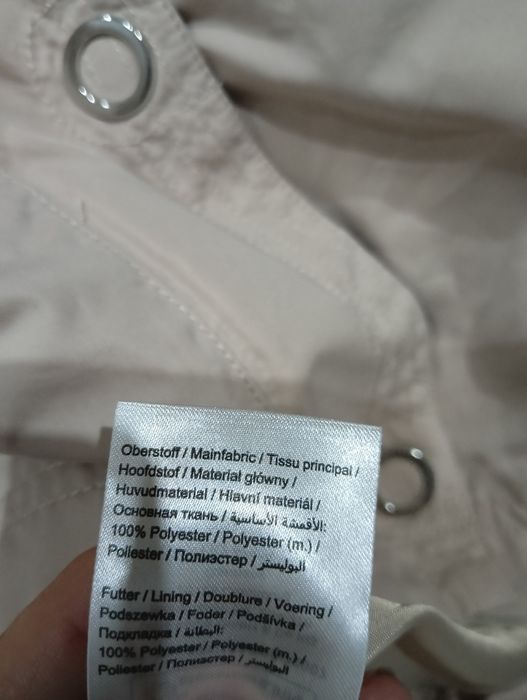 Oberstoff / Mainfabric / Tissu principal /
Hoofdstof / Materiał główny /
Huvudmaterial / Hlavní materiál /
Основная ткань / الأقمشة الأساسية:
100% Polyester / Polyester (m.) /
Poliester / Полиэстер / البوليستر
Futter / Lining / Doublure / Voering /
Podszewka / Foder / Podšívka /
Подкладка / البطانة:
100% Polyester / Polyester (m.) /
Poliester / Полиэстер / البوليستر